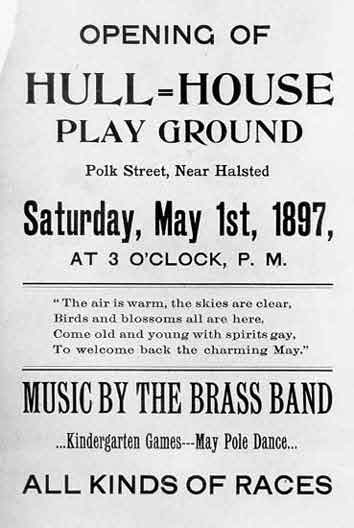 OPENING OF
HULL=HOUSE
PLAY GROUND
Polk Street, Near Halsted
Saturday, May 1st, 1897,
AT 3 O'CLOCK, P. M.
"The air is warm, the skies are clear,
Birds and blossoms all are here,
Come old and young with spirits gay,
To welcome back the charming May."
MUSIC BY THE BRASS BAND
...Kindergarten Games---May Pole Dance...
ALL KINDS OF RACES